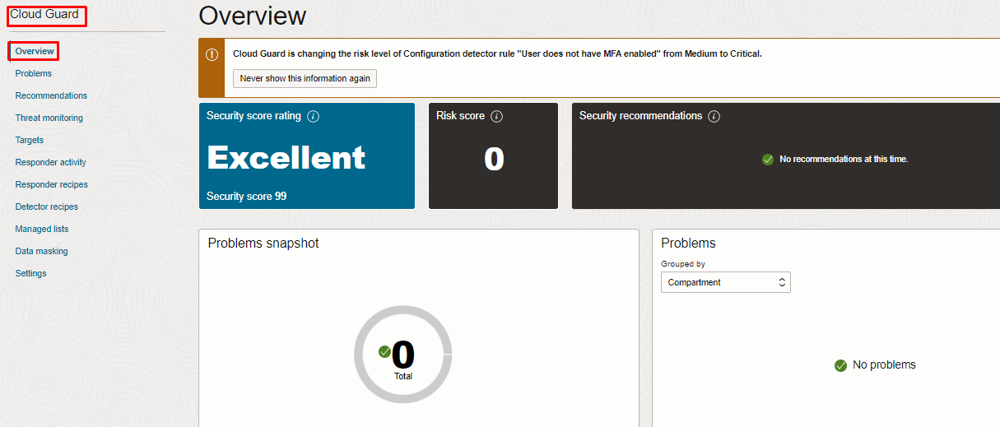 Cloud Guard
Overview
Problems
Recommendations
Threat monitoring
Targets
Responder activity
Responder recipes
Detector recipes
Managed lists
Data masking
Settings
Overview
Cloud Guard is changing the risk level of Configuration detector rule "User does not have MFA enabled" from Medium to Critical.
Never show this information again
Security score rating
Excellent
Security score 99
Risk score
0
Security recommendations
No recommendations at this time.
Problems snapshot
0
Total
Problems
Grouped by
Compartment
No problems